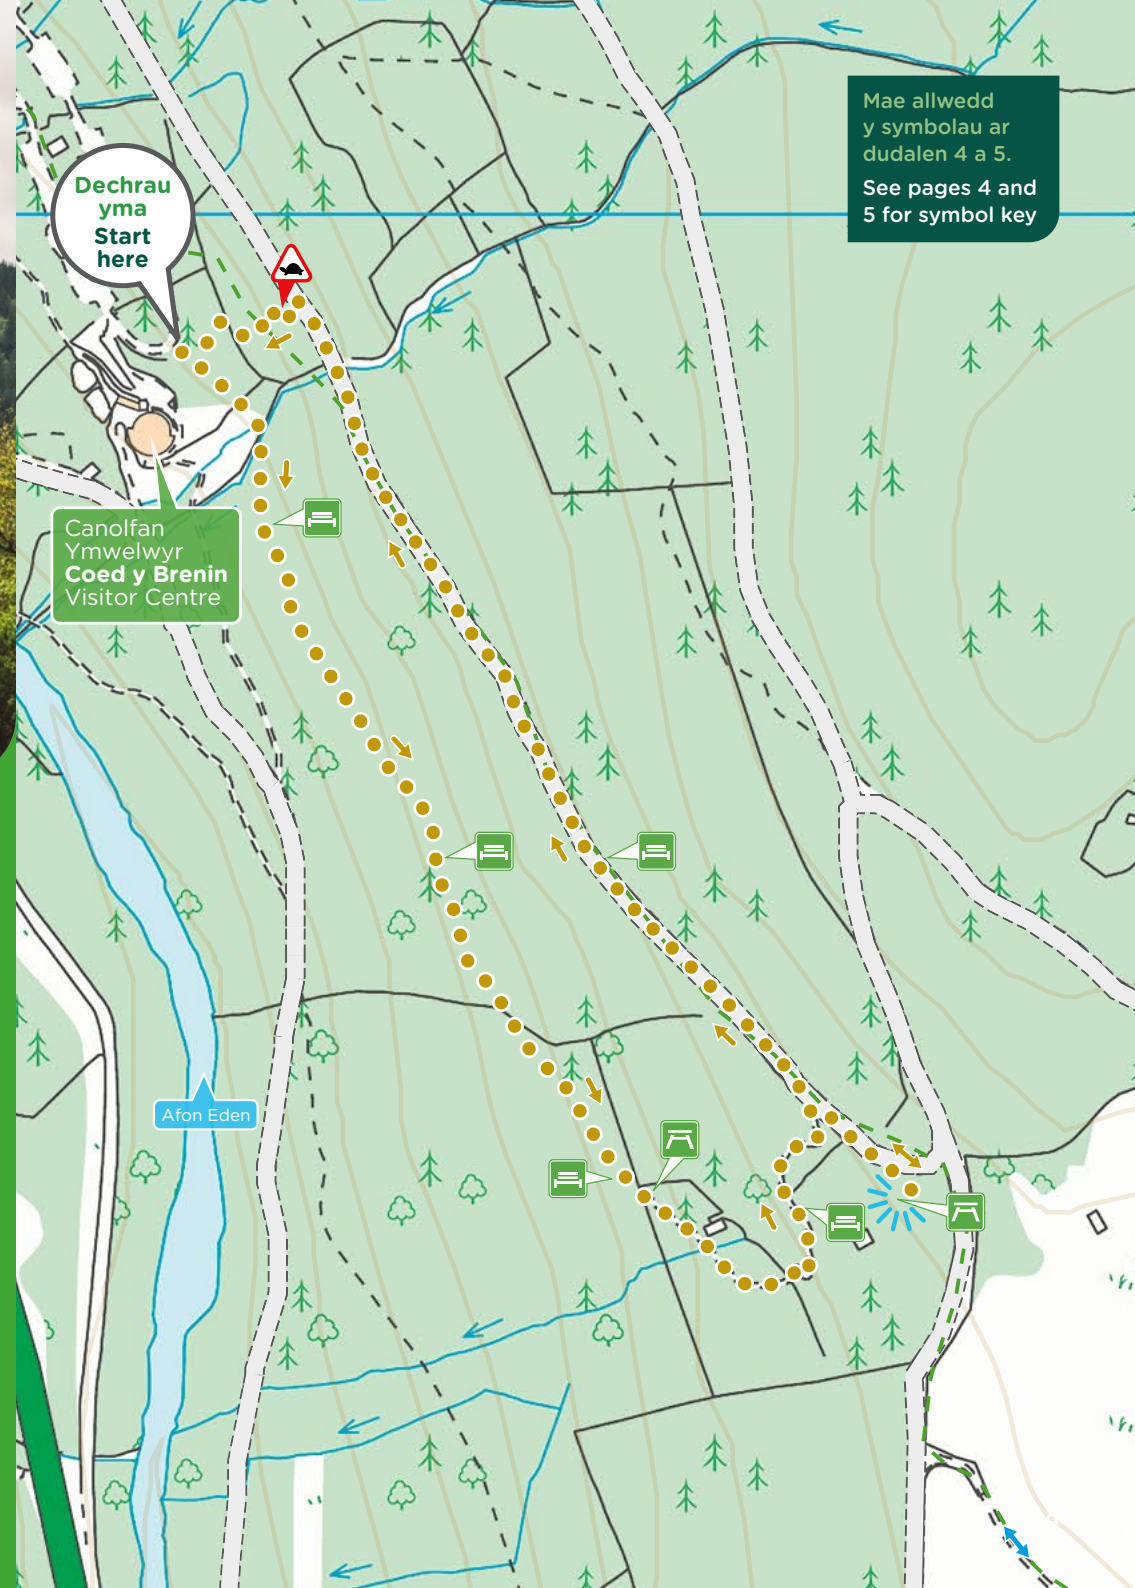 Mae allwedd
y symbolau ar
dudalen 4 a 5.
See pages 4 and
5 for symbol key
Dechrau
yma
Start
here
Canolfan
Ymwelwyr
Coed y Brenin
Visitor Centre
Afon Eden